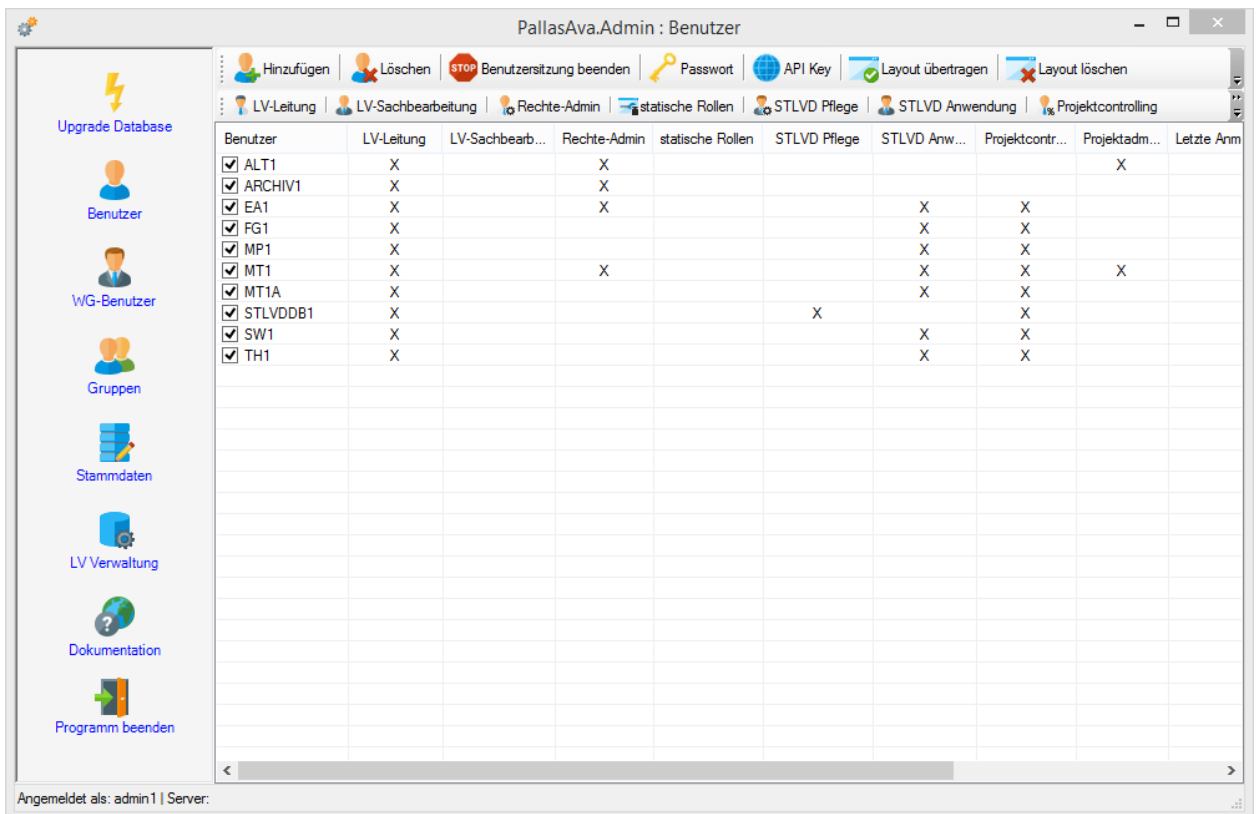 PallasAva.Admin : Benutzer
Hinzufügen Löschen STOP Benutzersitzung beenden Passwort API Key Layout übertragen Layout löschen
LV-Leitung LV-Sachbearbeitung Rechte-Admin statische Rollen STLVD Pflege STLVD Anwendung Projektcontrolling
Upgrade Database
Benutzer
WG-Benutzer
Gruppen
Stammdaten
LV Verwaltung
Dokumentation
Programm beenden
Benutzer LV-Leitung LV-Sachbearb... Rechte-Admin statische Rollen STLVD Pflege STLVD Anw... Projektcontr... Projektadm... Letzte Anm
ALT1 X X X
ARCHIV1 X X
EA1 X X X X
FG1 X X X
MP1 X X X
MT1 X X X X X
MT1A X X X
STLVDDB1 X X X
SW1 X X X
TH1 X X X
Angemeldet als: admin1 | Server: